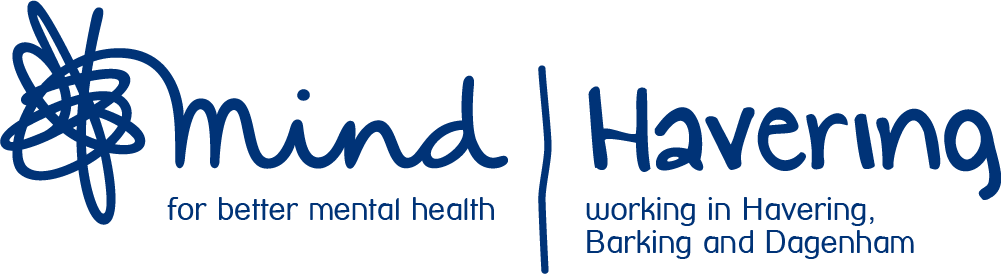 mind
for better mental health
Havering
working in Havering,
Barking and Dagenham